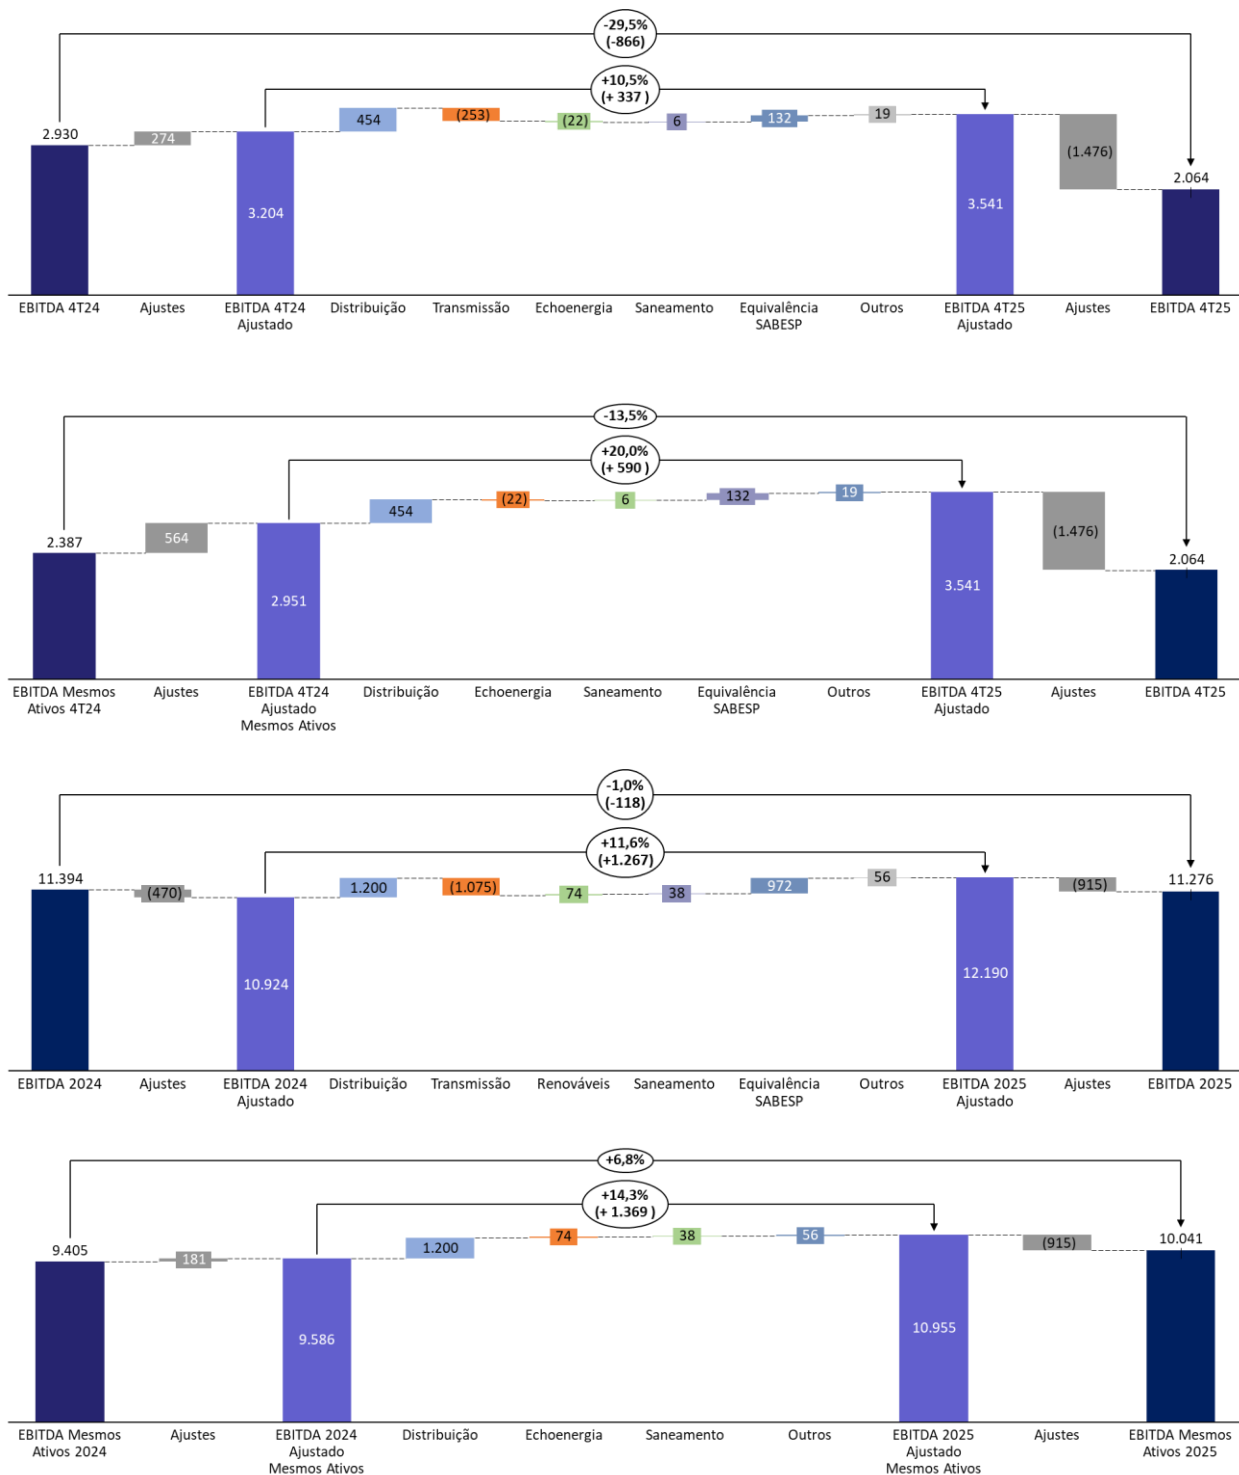 -29,5%
(-866)
+10,5%
(+ 337 )
2.930
274
3.204
454
(253)
(22)
6
132
19
3.541
(1.476)
2.064
EBITDA 4T24
Ajustes
EBITDA 4T24
Ajustado
Distribuição
Transmissão
Echoenergia
Saneamento
Equivalência
SABESP
Outros
EBITDA 4T25
Ajustado
Ajustes
EBITDA 4T25
-13,5%
+20,0%
(+ 590 )
2.387
564
2.951
454
(22)
6
132
19
3.541
(1.476)
2.064
EBITDA Mesmos
Ativos 4T24
Ajustes
EBITDA 4T24
Ajustado
Mesmos Ativos
Distribuição
Echoenergia
Saneamento
Equivalência
SABESP
Outros
EBITDA 4T25
Ajustado
Ajustes
EBITDA 4T25
-1,0%
(-118)
+11,6%
(+1.267)
11.394
(470)
10.924
1.200
(1.075)
74
38
972
56
12.190
(915)
11.276
EBITDA 2024
Ajustes
EBITDA 2024
Ajustado
Distribuição
Transmissão
Renováveis
Saneamento
Equivalência
SABESP
Outros
EBITDA 2025
Ajustado
Ajustes
EBITDA 2025
+6,8%
+14,3%
(+ 1.369 )
9.405
181
9.586
1.200
74
38
56
10.955
(915)
10.041
EBITDA Mesmos
Ativos 2024
Ajustes
EBITDA 2024
Ajustado
Mesmos Ativos
Distribuição
Echoenergia
Saneamento
Outros
EBITDA 2025
Ajustado
Mesmos Ativos
Ajustes
EBITDA Mesmos
Ativos 2025